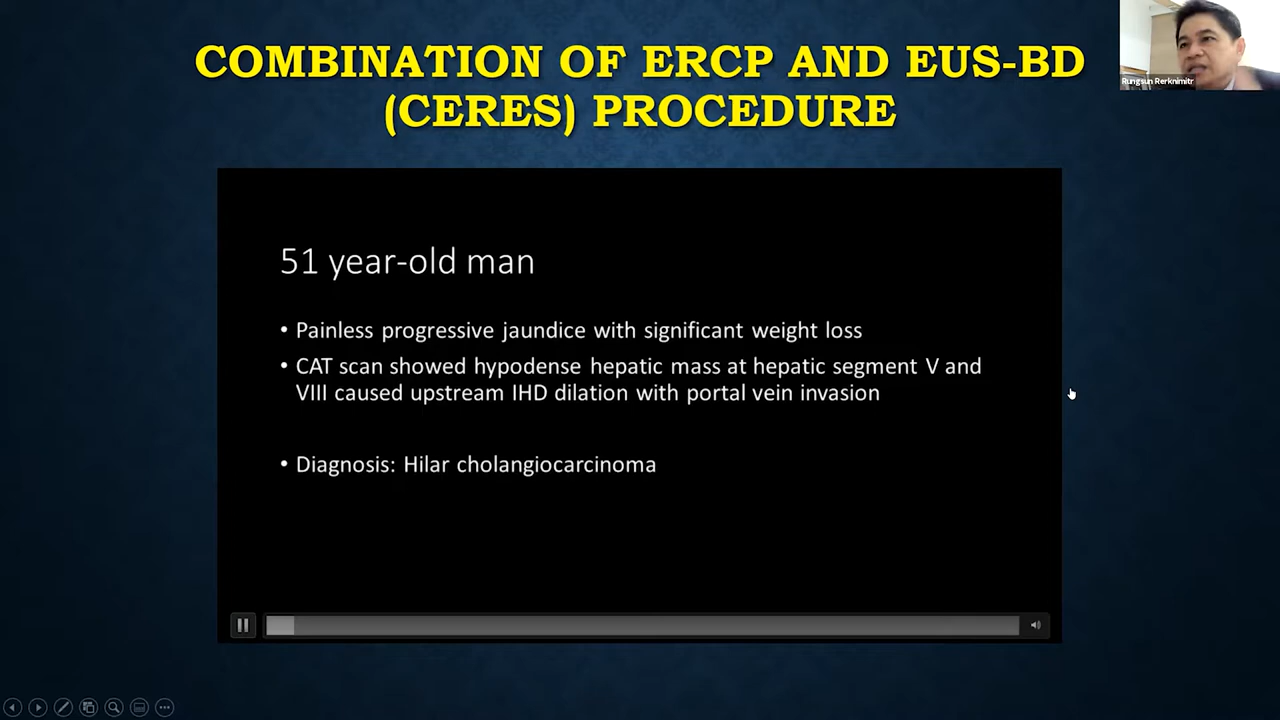 COMBINATION OF ERCP AND EUS-BD
(CERES) PROCEDURE
Rungsun Rerknimitr
51 year-old man
• Painless progressive jaundice with significant weight loss
• CAT scan showed hypodense hepatic mass at hepatic segment V and
VIII caused upstream IHD dilation with portal vein invasion
• Diagnosis: Hilar cholangiocarcinoma